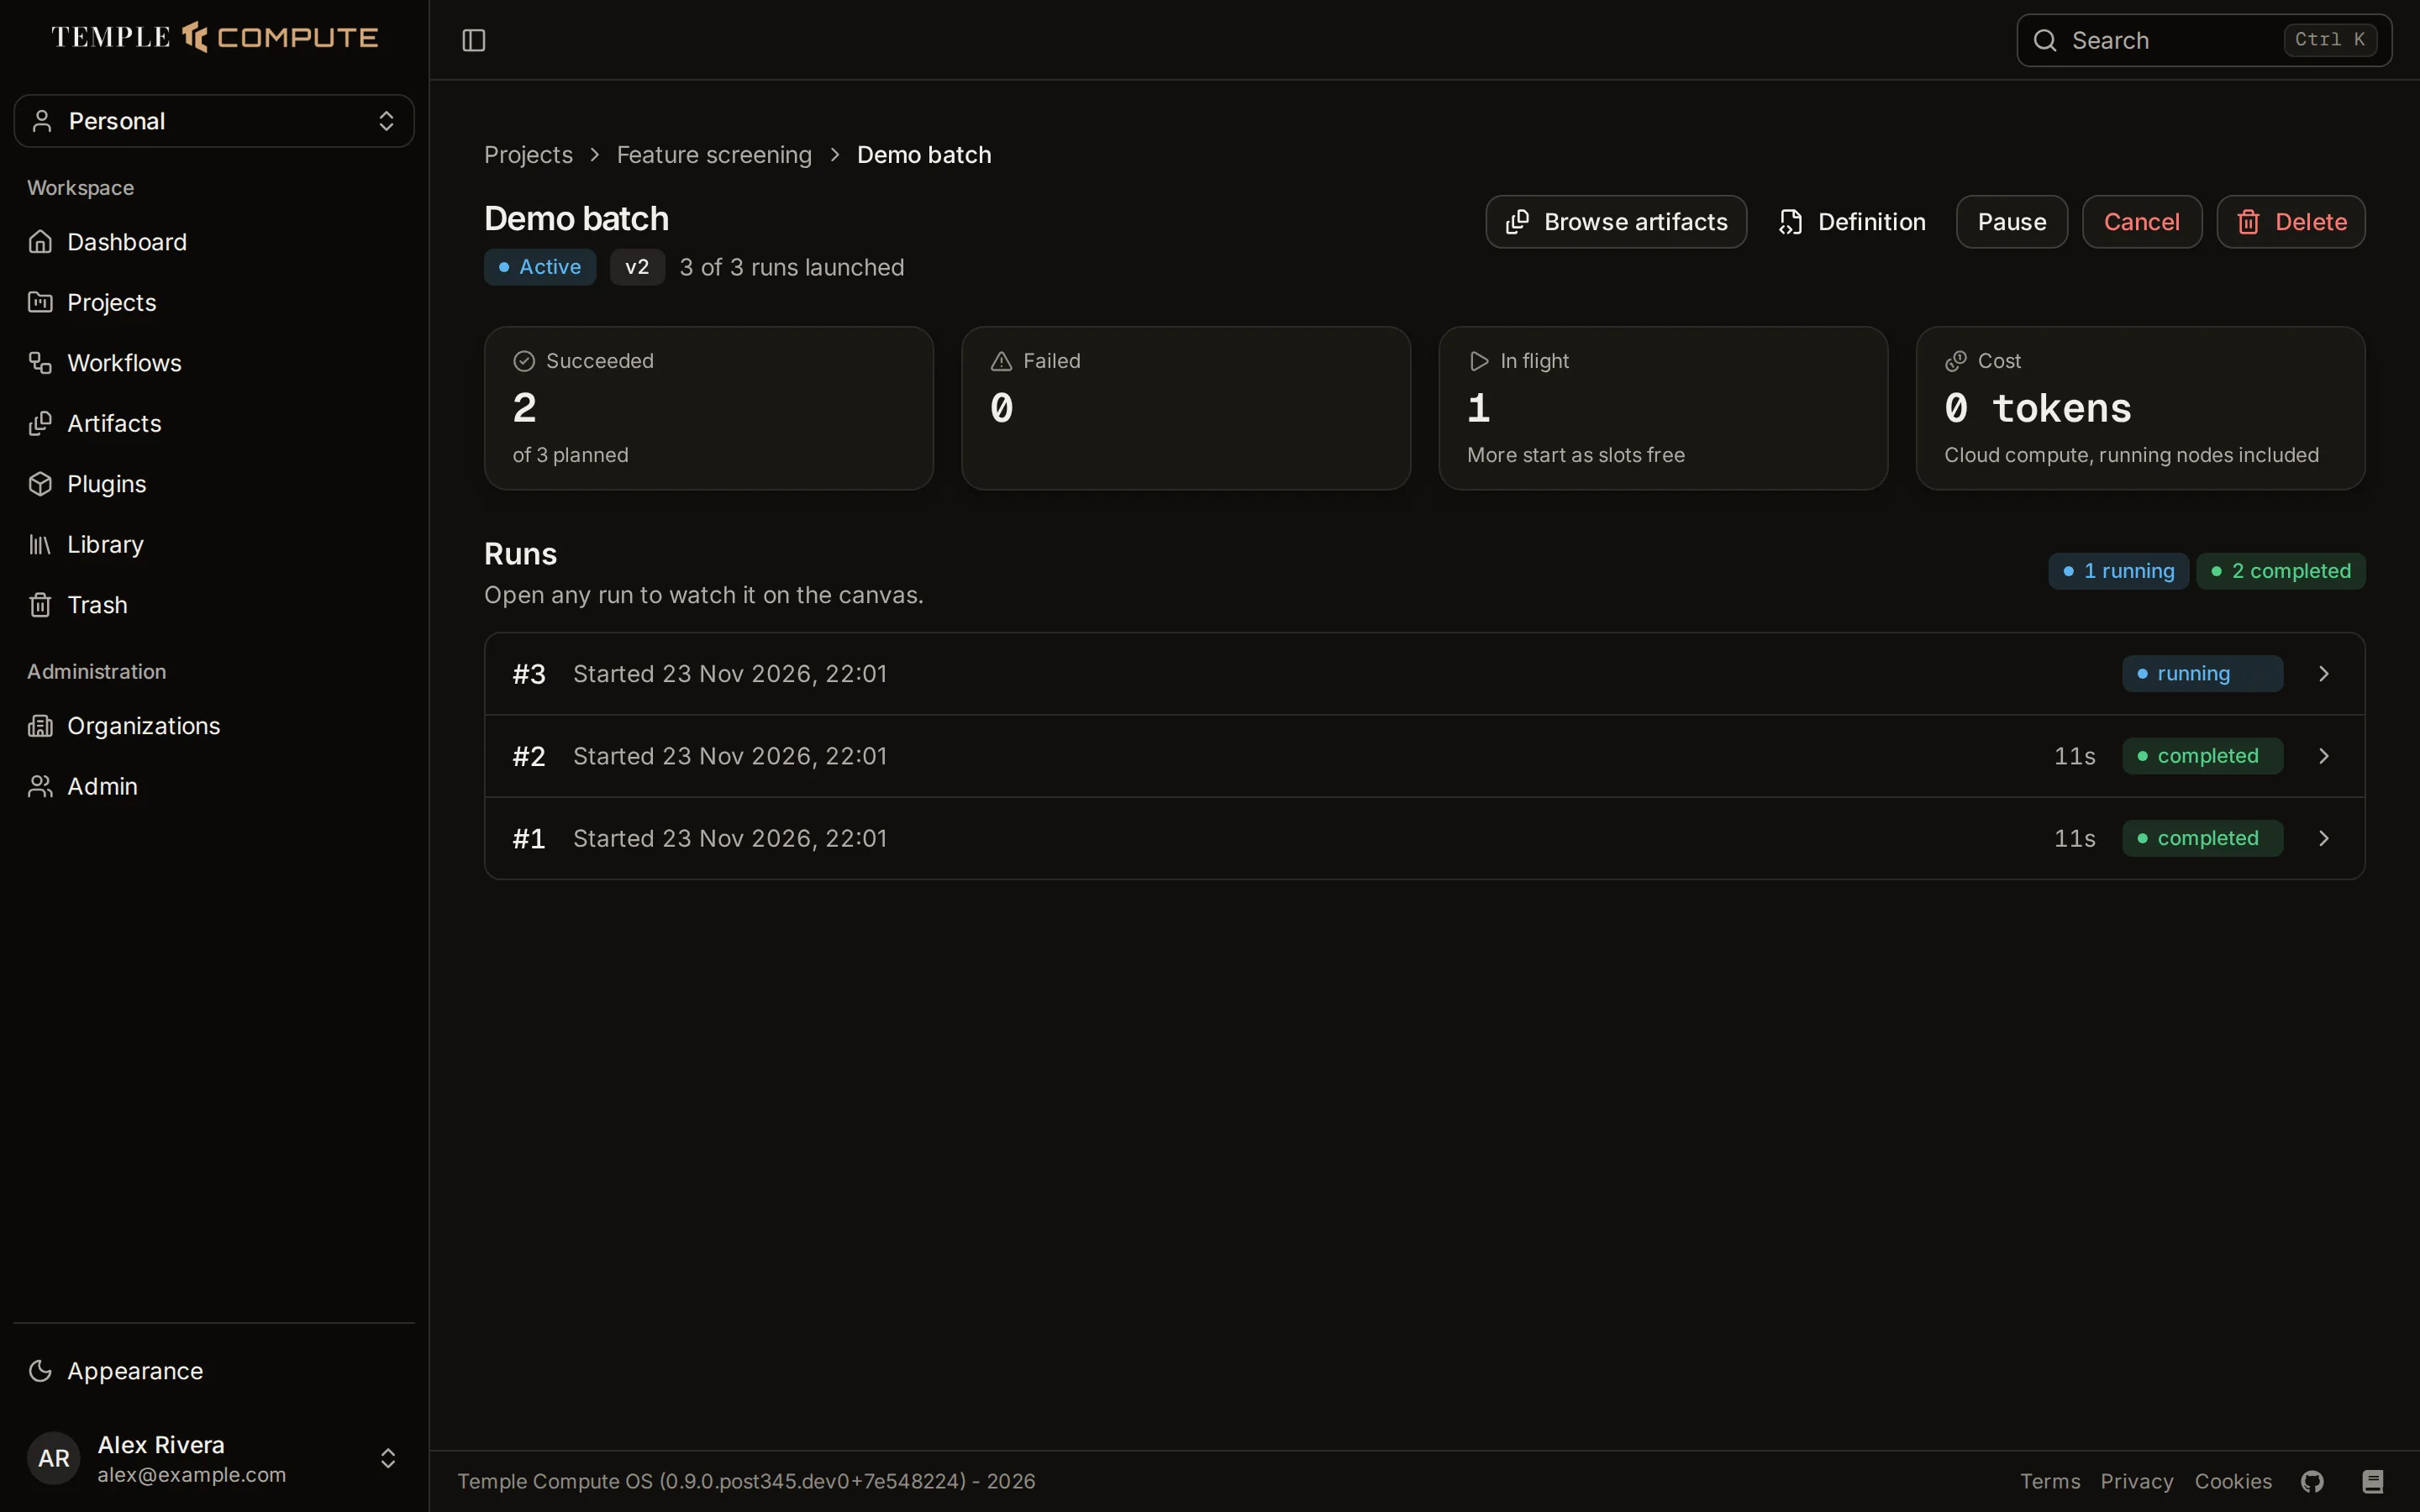 TEMPLE COMPUTE
Personal
Workspace
Dashboard
Projects
Workflows
Artifacts
Plugins
Library
Trash
Administration
Organizations
Admin
Appearance
AR
Alex Rivera
alex@example.com
Search Ctrl K
Projects Feature screening Demo batch
Demo batch
Browse artifacts Definition Pause Cancel Delete
Active v2 3 of 3 runs launched
Succeeded
2
of 3 planned
Failed
0
In flight
1
More start as slots free
Cost
0 tokens
Cloud compute, running nodes included
Runs
Open any run to watch it on the canvas.
1 running 2 completed
#3 Started 23 Nov 2026, 22:01 running
#2 Started 23 Nov 2026, 22:01 11s completed
#1 Started 23 Nov 2026, 22:01 11s completed
Temple Compute OS (0.9.0.post345.dev0+7e548224) - 2026
Terms Privacy Cookies